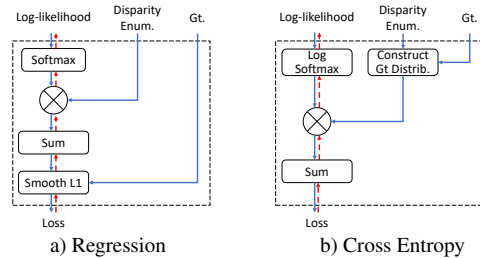 Log-likelihood
Disparity
Enum.
Gt.
Softmax
Sum
Smooth L1
Loss
a) Regression
Log-likelihood
Disparity
Enum.
Gt.
Log
Softmax
Construct
Gt Distrib.
Sum
Loss
b) Cross Entropy